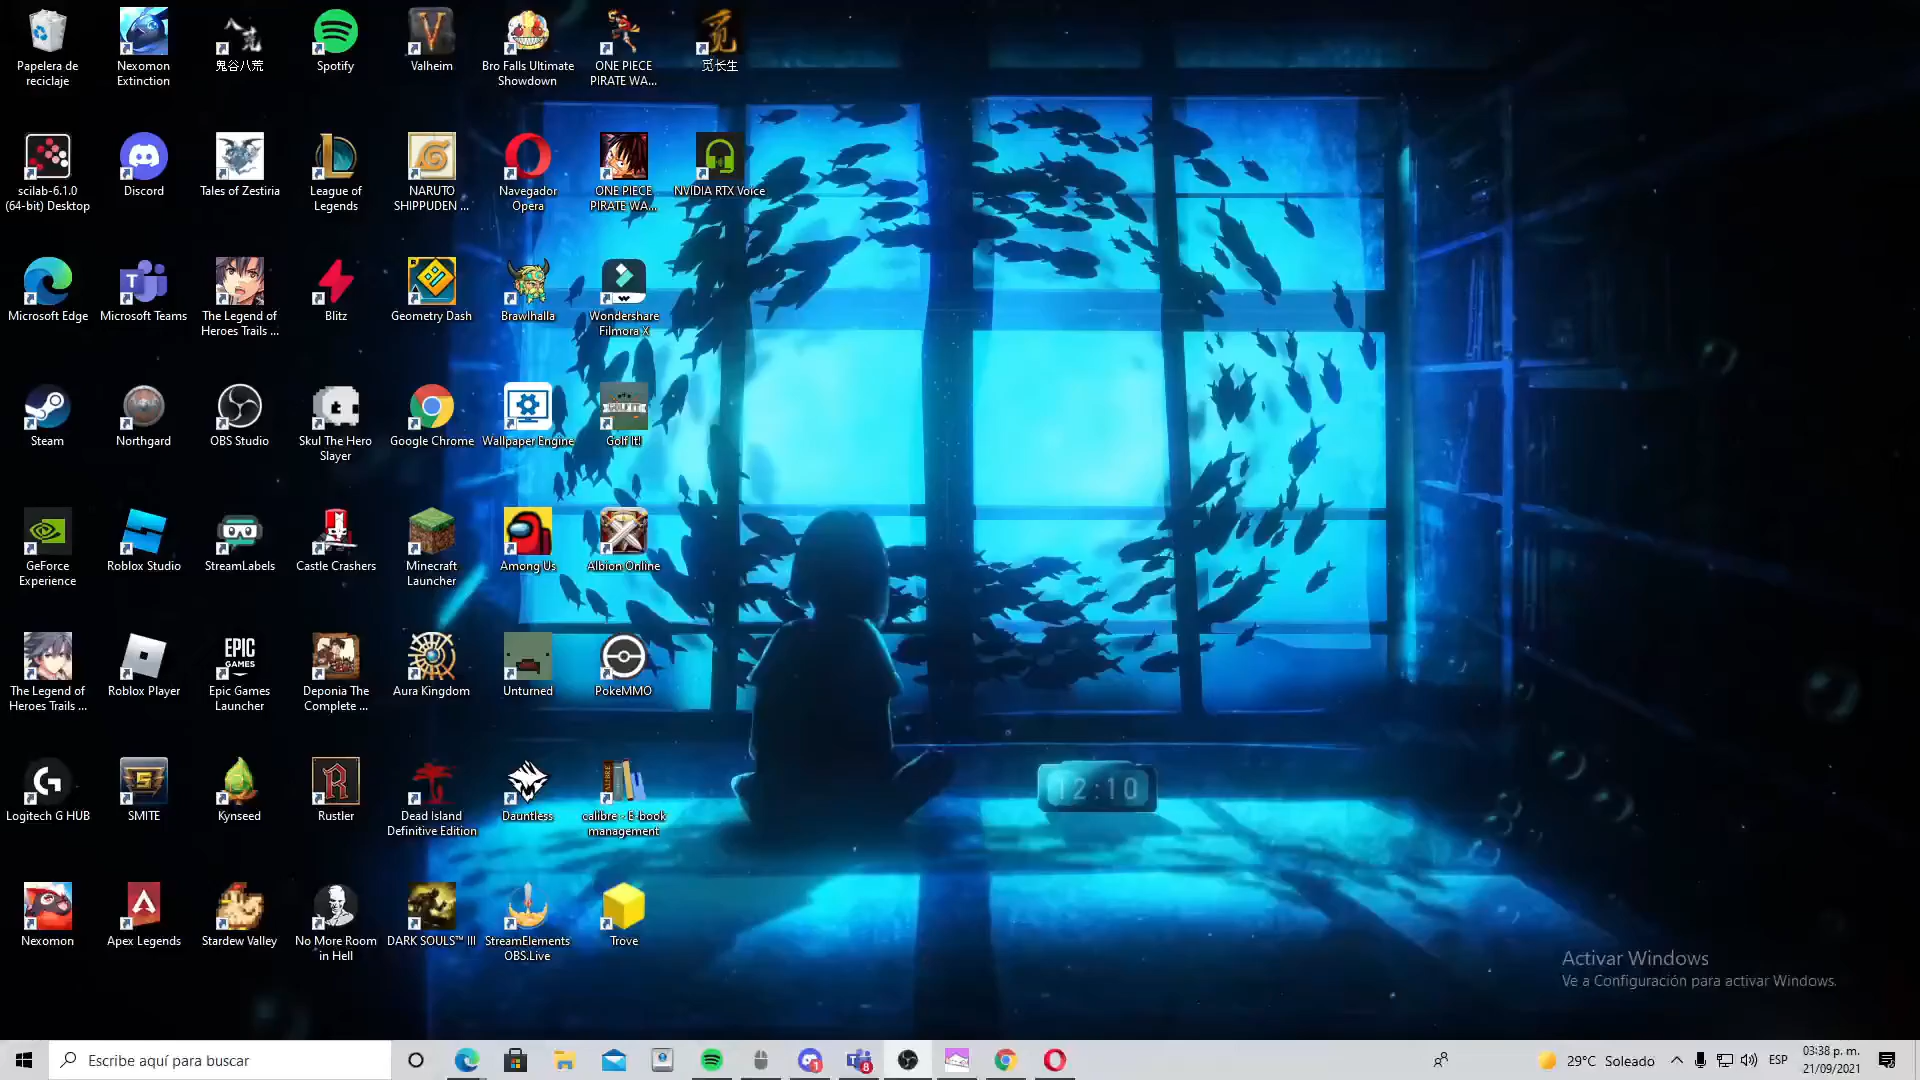 Papelera de
reciclaje
Nexomon
Extinction
鬼谷八荒
Spotify
Valheim
Bro Falls Ultimate
Showdown
ONE PIECE
PIRATE WA...
觅长生
scilab-6.1.0
(64-bit) Desktop
Discord
Tales of Zestiria
League of
Legends
NARUTO
SHIPPUDEN ...
Navegador
Opera
ONE PIECE
PIRATE WA...
NVIDIA RTX Voice
Microsoft Edge
Microsoft Teams
The Legend of
Heroes Trails ...
Blitz
Geometry Dash
Brawlhalla
Wondershare
Filmora X
Steam
Northgard
OBS Studio
Skul The Hero
Slayer
Google Chrome
Wallpaper Engine
Golf It!
GeForce
Experience
Roblox Studio
StreamLabels
Castle Crashers
Minecraft
Launcher
Among Us
Albion Online
The Legend of
Heroes Trails ...
Roblox Player
EPIC
GAMES
Epic Games
Launcher
Deponia The
Complete ...
Aura Kingdom
Unturned
PokeMMO
Logitech G HUB
SMITE
Kynseed
Rustler
Dead Island
Definitive Edition
Dauntless
calibre - E-book
management
12:10
Nexomon
Apex Legends
Stardew Valley
No More Room
in Hell
DARK SOULS™ III
StreamElements
OBS.Live
Trove
Activar Windows
Ve a Configuración para activar Windows.
Escribe aquí para buscar
1
8
29°C Soleado
ESP
03:38 p. m.
21/09/2021